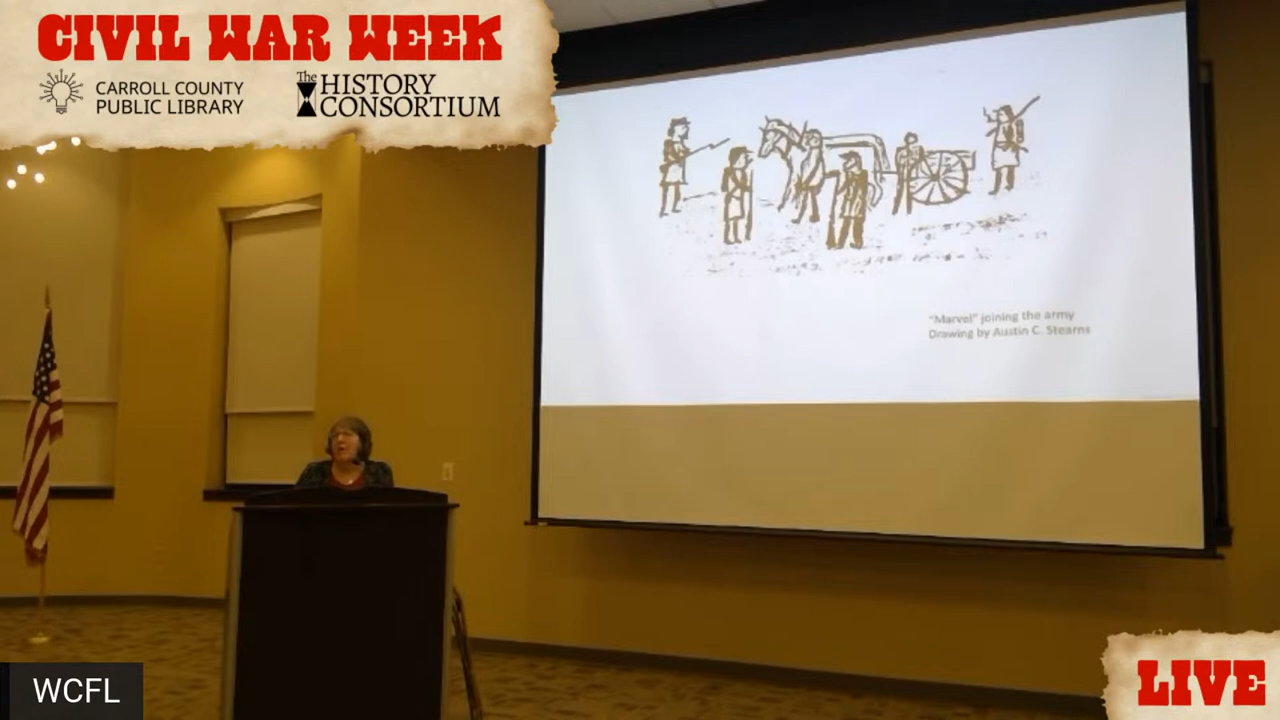 CIVIL WAR WEEK
CARROLL COUNTY
PUBLIC LIBRARY
The HISTORY
CONSORTIUM
"Marvel" joining the army
Drawing by Austin C. Stearns
WCFL
LIVE